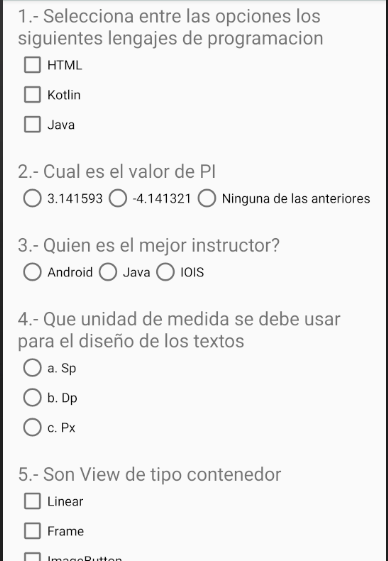 1.- Selecciona entre las opciones los
siguientes lengajes de programacion
HTML
Kotlin
Java
2.- Cual es el valor de PI
3.141593 -4.141321 Ninguna de las anteriores
3.- Quien es el mejor instructor?
Android Java IOIS
4.- Que unidad de medida se debe usar
para el diseño de los textos
a. Sp
b. Dp
c. Px
5.- Son View de tipo contenedor
Linear
Frame
ImageButton